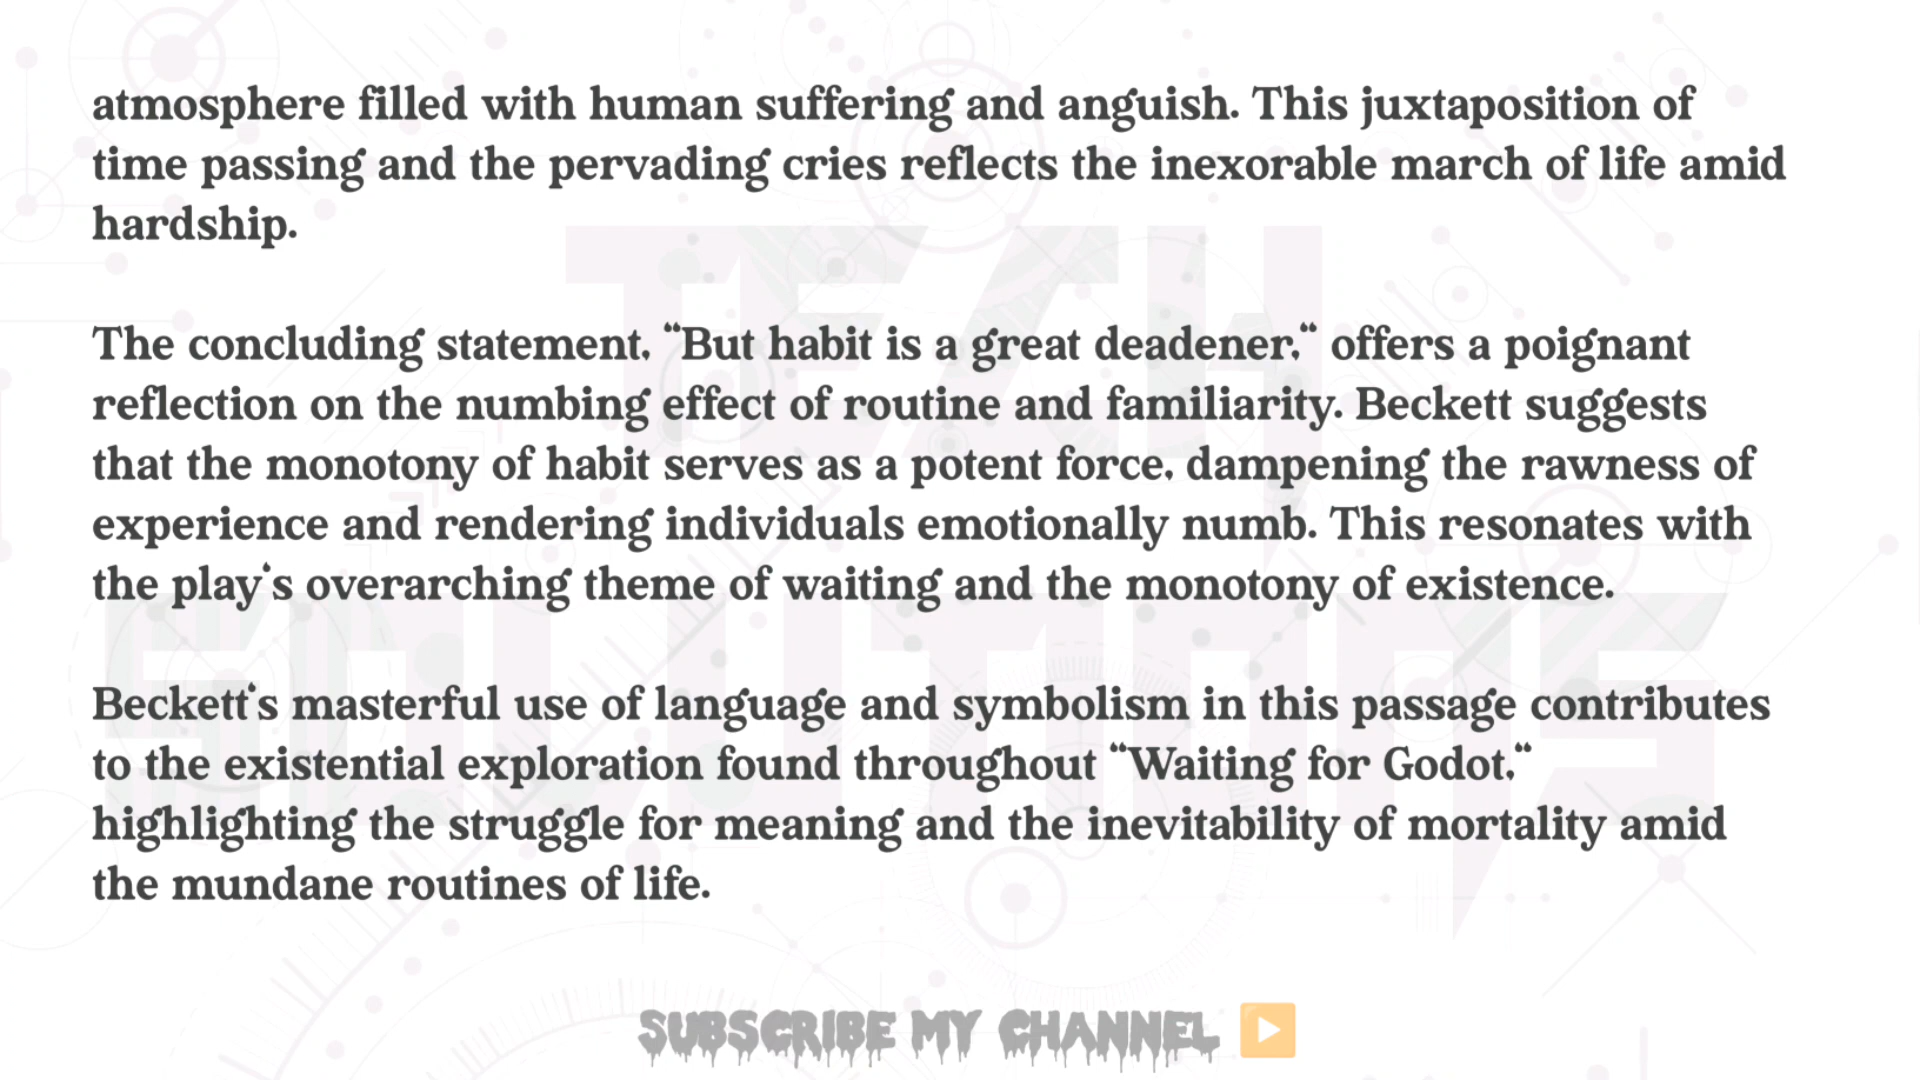 atmosphere filled with human suffering and anguish. This juxtaposition of
time passing and the pervading cries reflects the inexorable march of life amid
hardship.
The concluding statement, “But habit is a great deadener,“ offers a poignant
reflection on the numbing effect of routine and familiarity. Beckett suggests
that the monotony of habit serves as a potent force, dampening the rawness of
experience and rendering individuals emotionally numb. This resonates with
the play‘s overarching theme of waiting and the monotony of existence.
Beckett‘s masterful use of language and symbolism in this passage contributes
to the existential exploration found throughout “Waiting for Godot,“
highlighting the struggle for meaning and the inevitability of mortality amid
the mundane routines of life.
TECH
SOLUTIONS
SUBSCRIBE MY CHANNEL